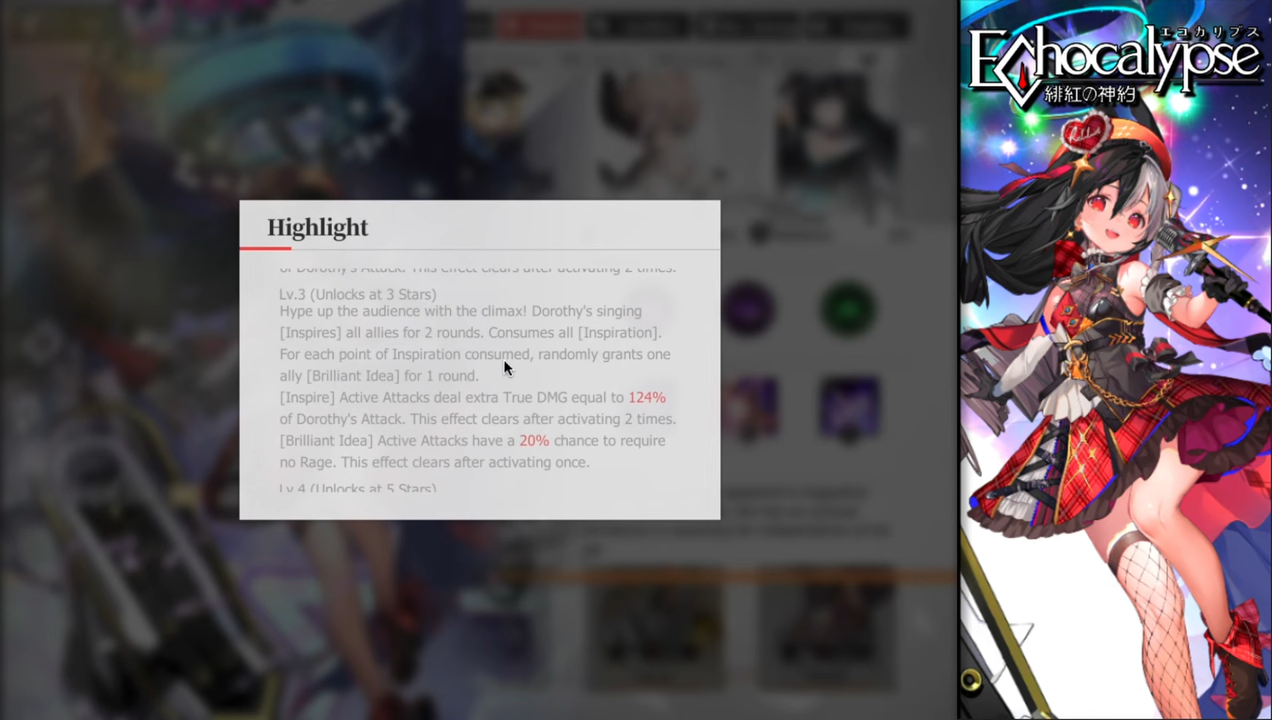 Highlight
of Dorothy's Attack. This effect clears after activating 2 times.
Lv.3 (Unlocks at 3 Stars)
Hype up the audience with the climax! Dorothy's singing
[Inspires] all allies for 2 rounds. Consumes all [Inspiration].
For each point of Inspiration consumed, randomly grants one
ally [Brilliant Idea] for 1 round.
[Inspire] Active Attacks deal extra True DMG equal to 124%
of Dorothy's Attack. This effect clears after activating 2 times.
[Brilliant Idea] Active Attacks have a 20% chance to require
no Rage. This effect clears after activating once.
Lv.4 (Unlocks at 5 Stars)
エコカリプス
Echocalypse
緋紅の神約